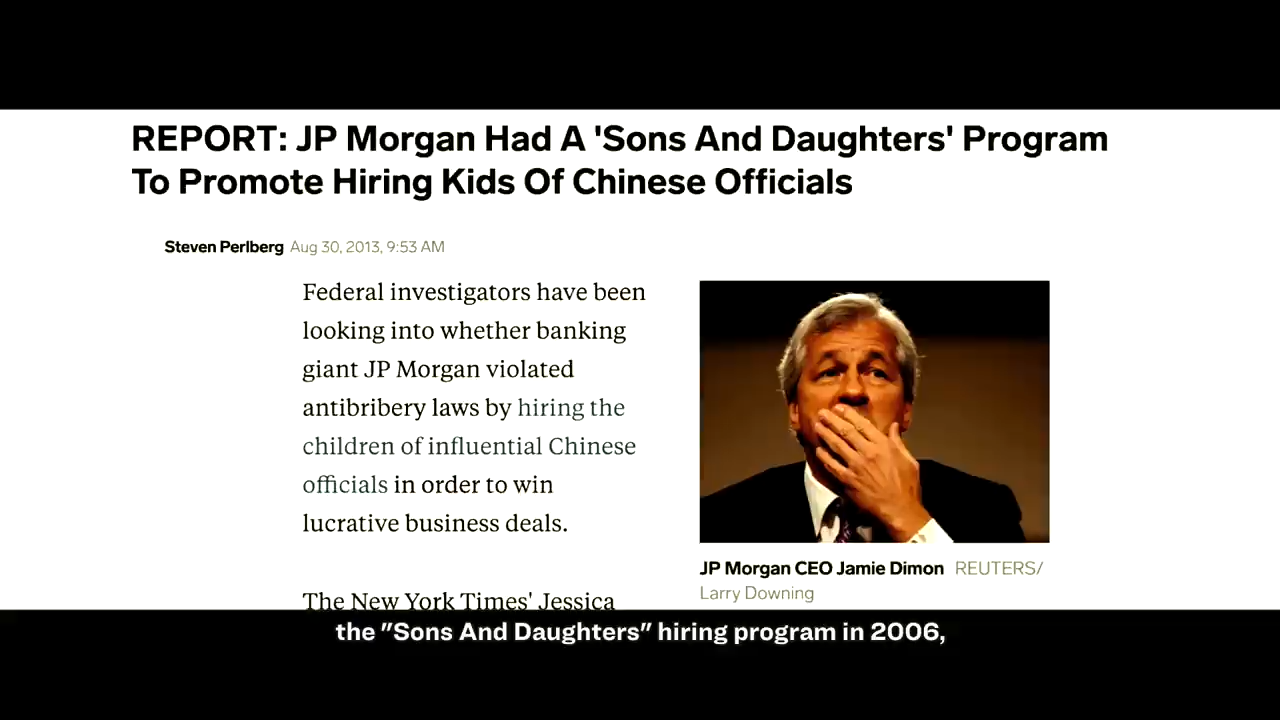 REPORT: JP Morgan Had A 'Sons And Daughters' Program
To Promote Hiring Kids Of Chinese Officials
Steven Perlberg Aug 30, 2013, 9:53 AM
Federal investigators have been
looking into whether banking
giant JP Morgan violated
antibribery laws by hiring the
children of influential Chinese
officials in order to win
lucrative business deals.
The New York Times' Jessica
JP Morgan CEO Jamie Dimon REUTERS/
Larry Downing
the "Sons And Daughters" hiring program in 2006,